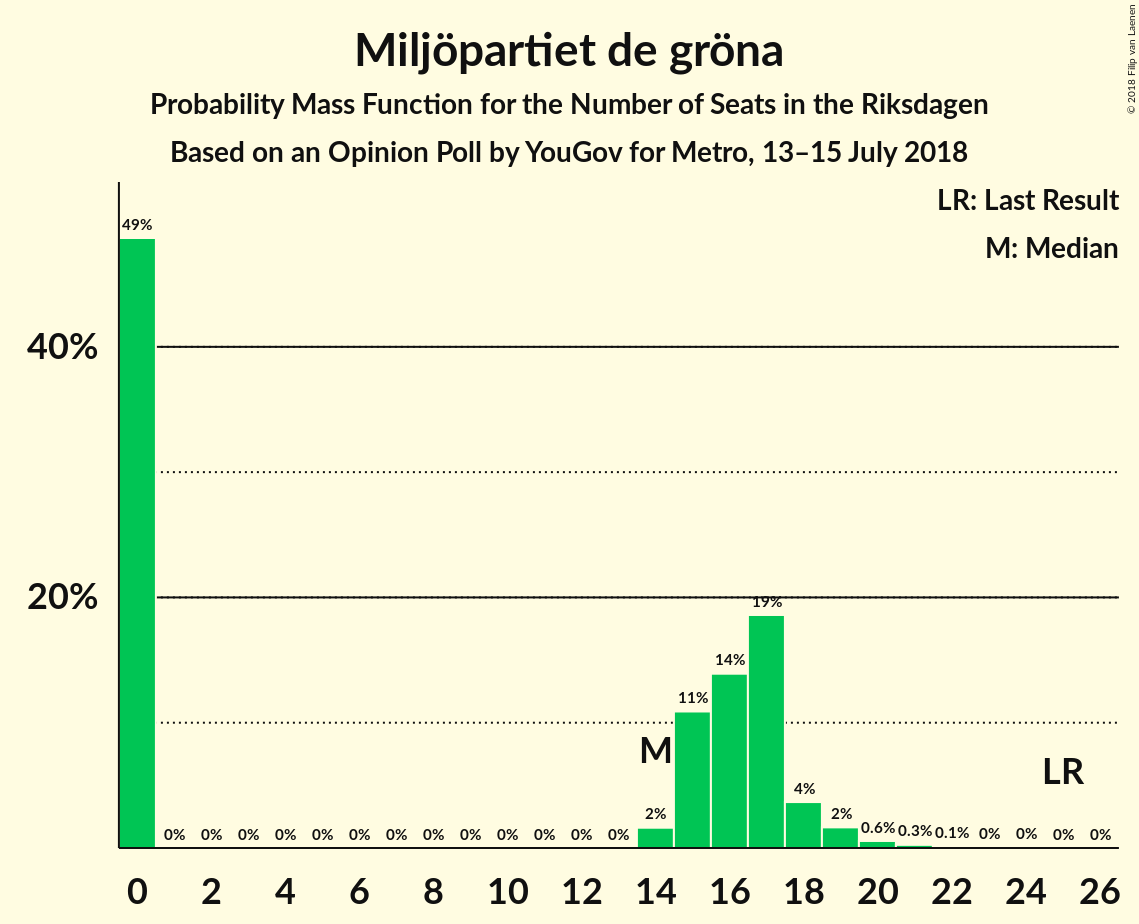 Miljöpartiet de gröna
Probability Mass Function for the Number of Seats in the Riksdagen
Based on an Opinion Poll by YouGov for Metro, 13–15 July 2018
© 2018 Filip van Laenen
LR: Last Result
M: Median
49%
40%
20%
19%
14%
11%
M
LR
4%
2%
2%
0.6%
0.3%
0.1%
0% 0% 0% 0% 0% 0% 0% 0% 0% 0% 0% 0% 0%
0% 0% 0% 0%
0 2 4 6 8 10 12 14 16 18 20 22 24 26